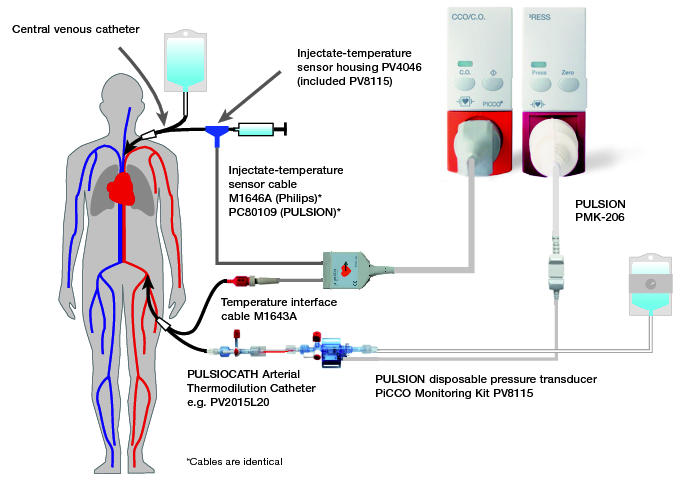 Central venous catheter
Injectate-temperature
sensor housing PV4046
(included PV8115)
CCO/C.O.
C.O.
PiCCO*
PRESS
Press
Zero
Injectate-temperature
sensor cable
M1646A (Philips)*
PC80109 (PULSION)*
PULSION
PMK-206
Temperature interface
cable M1643A
PULSIOCATH Arterial
Thermodilution Catheter
e.g. PV2015L20
PULSION disposable pressure transducer
PiCCO Monitoring Kit PV8115
*Cables are identical